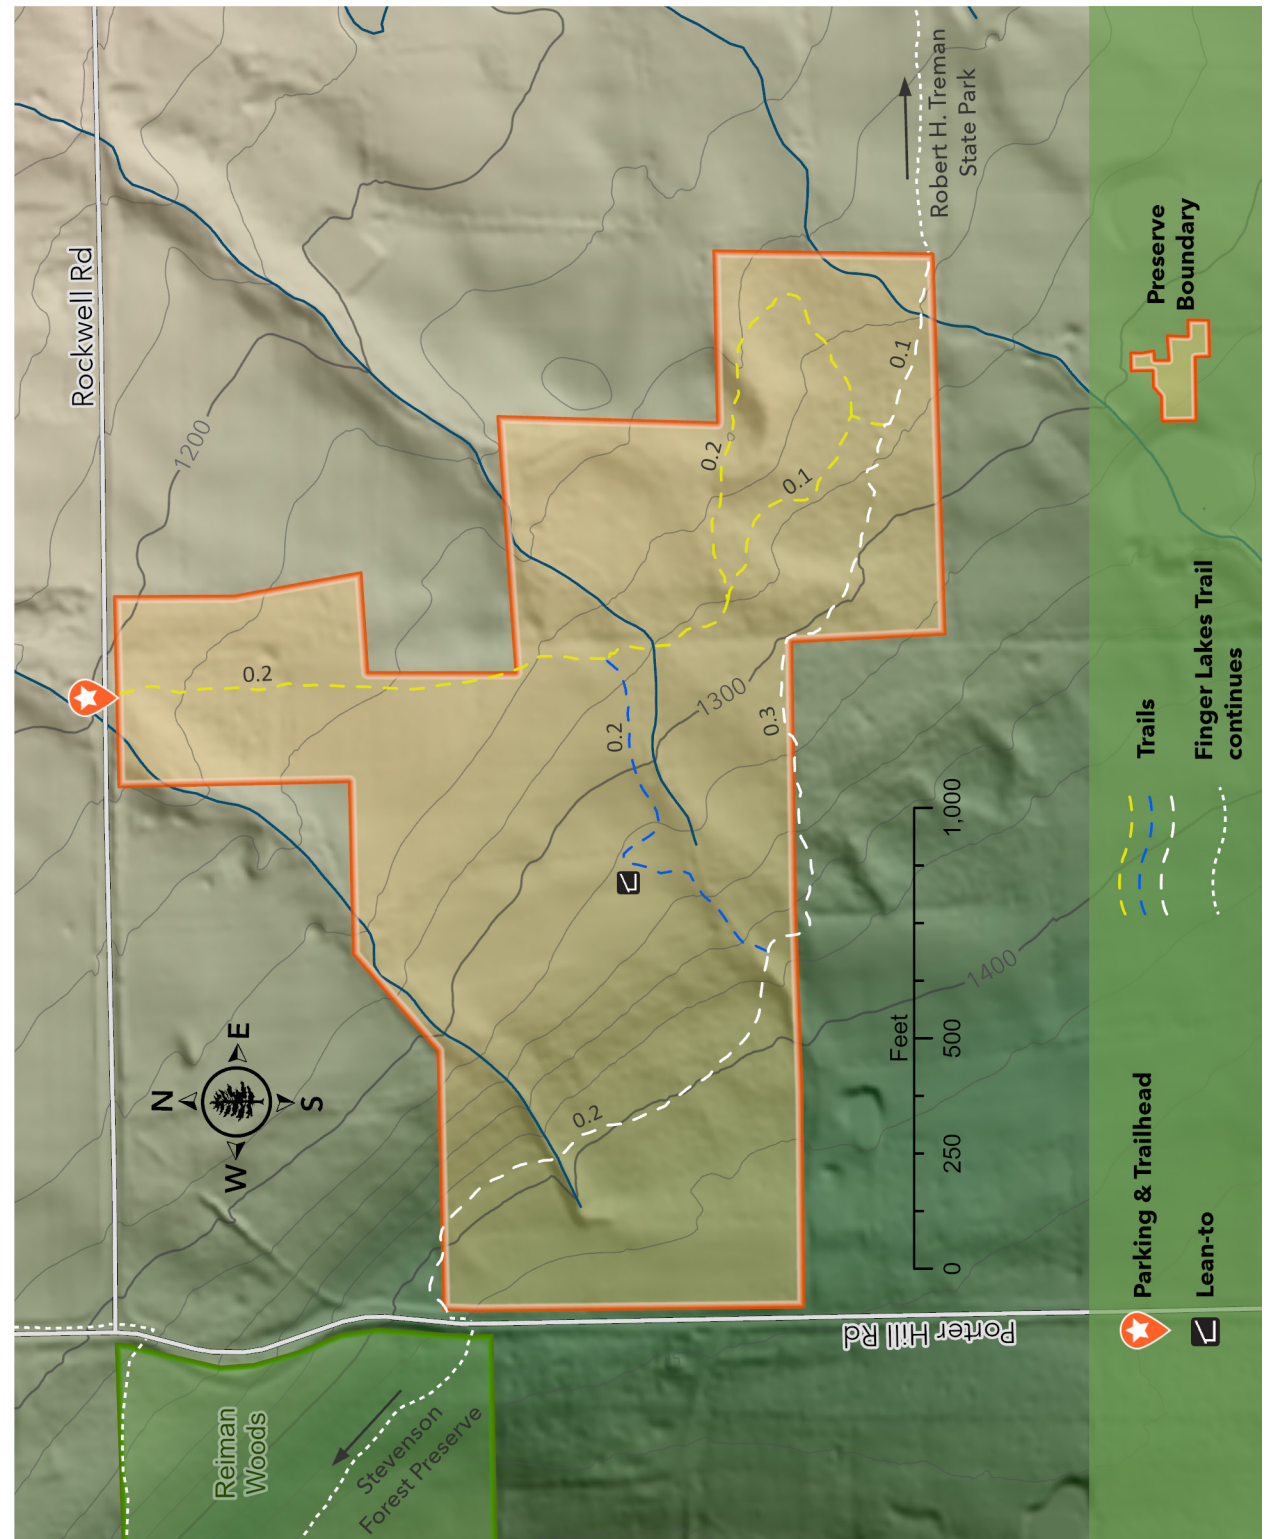 Rockwell Rd
1200
0.2
Robert H. Treman
State Park
0.2
0.1
0.1
0.2
1300
0.3
0.2
1400
N
W
E
S
Reiman
Woods
Stevenson
Forest Preserve
Porter Hill Rd
Feet
0
250
500
1,000
Parking & Trailhead
Lean-to
Trails
Finger Lakes Trail
continues
Preserve
Boundary